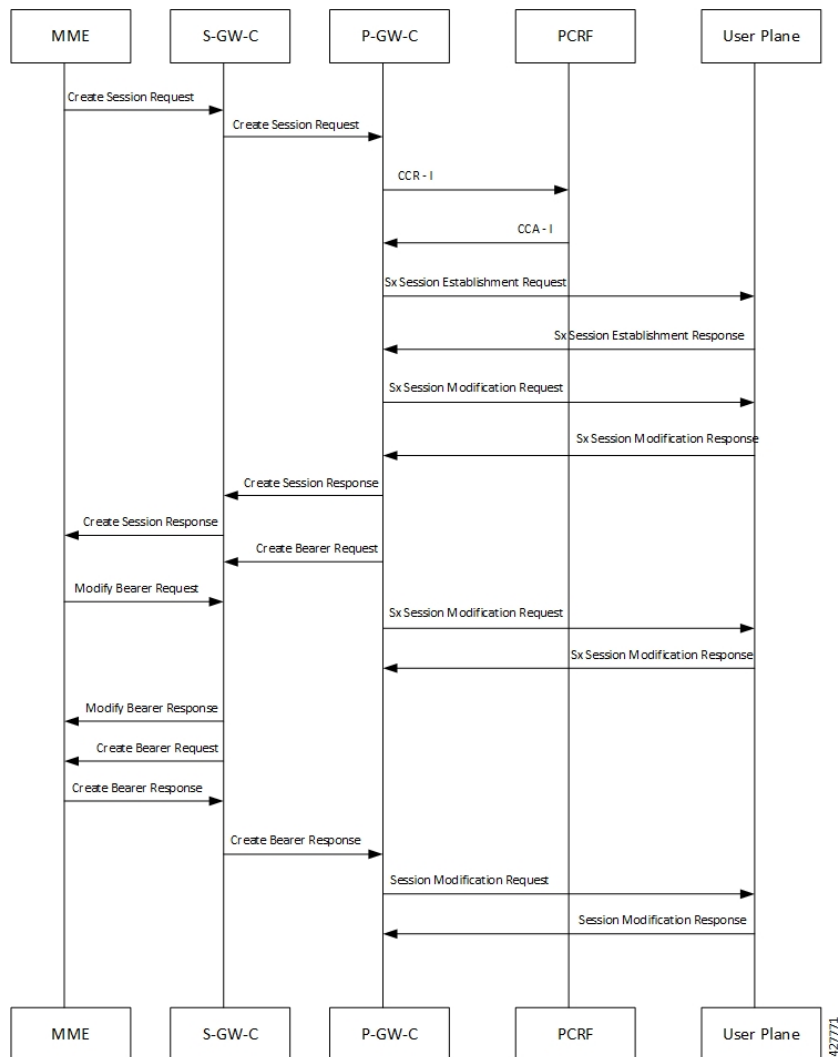 MME S-GW-C P-GW-C PCRF User Plane
Create Session Request
Create Session Request
CCR - I
CCA - I
Sx Session Establishment Request
Sx Session Establishment Response
Sx Session Modification Request
Sx Session Modification Response
Create Session Response
Create Session Response
Create Bearer Request
Modify Bearer Request
Sx Session Modification Request
Sx Session Modification Response
Modify Bearer Response
Create Bearer Request
Create Bearer Response
Create Bearer Response
Session Modification Request
Session Modification Response
MME S-GW-C P-GW-C PCRF User Plane